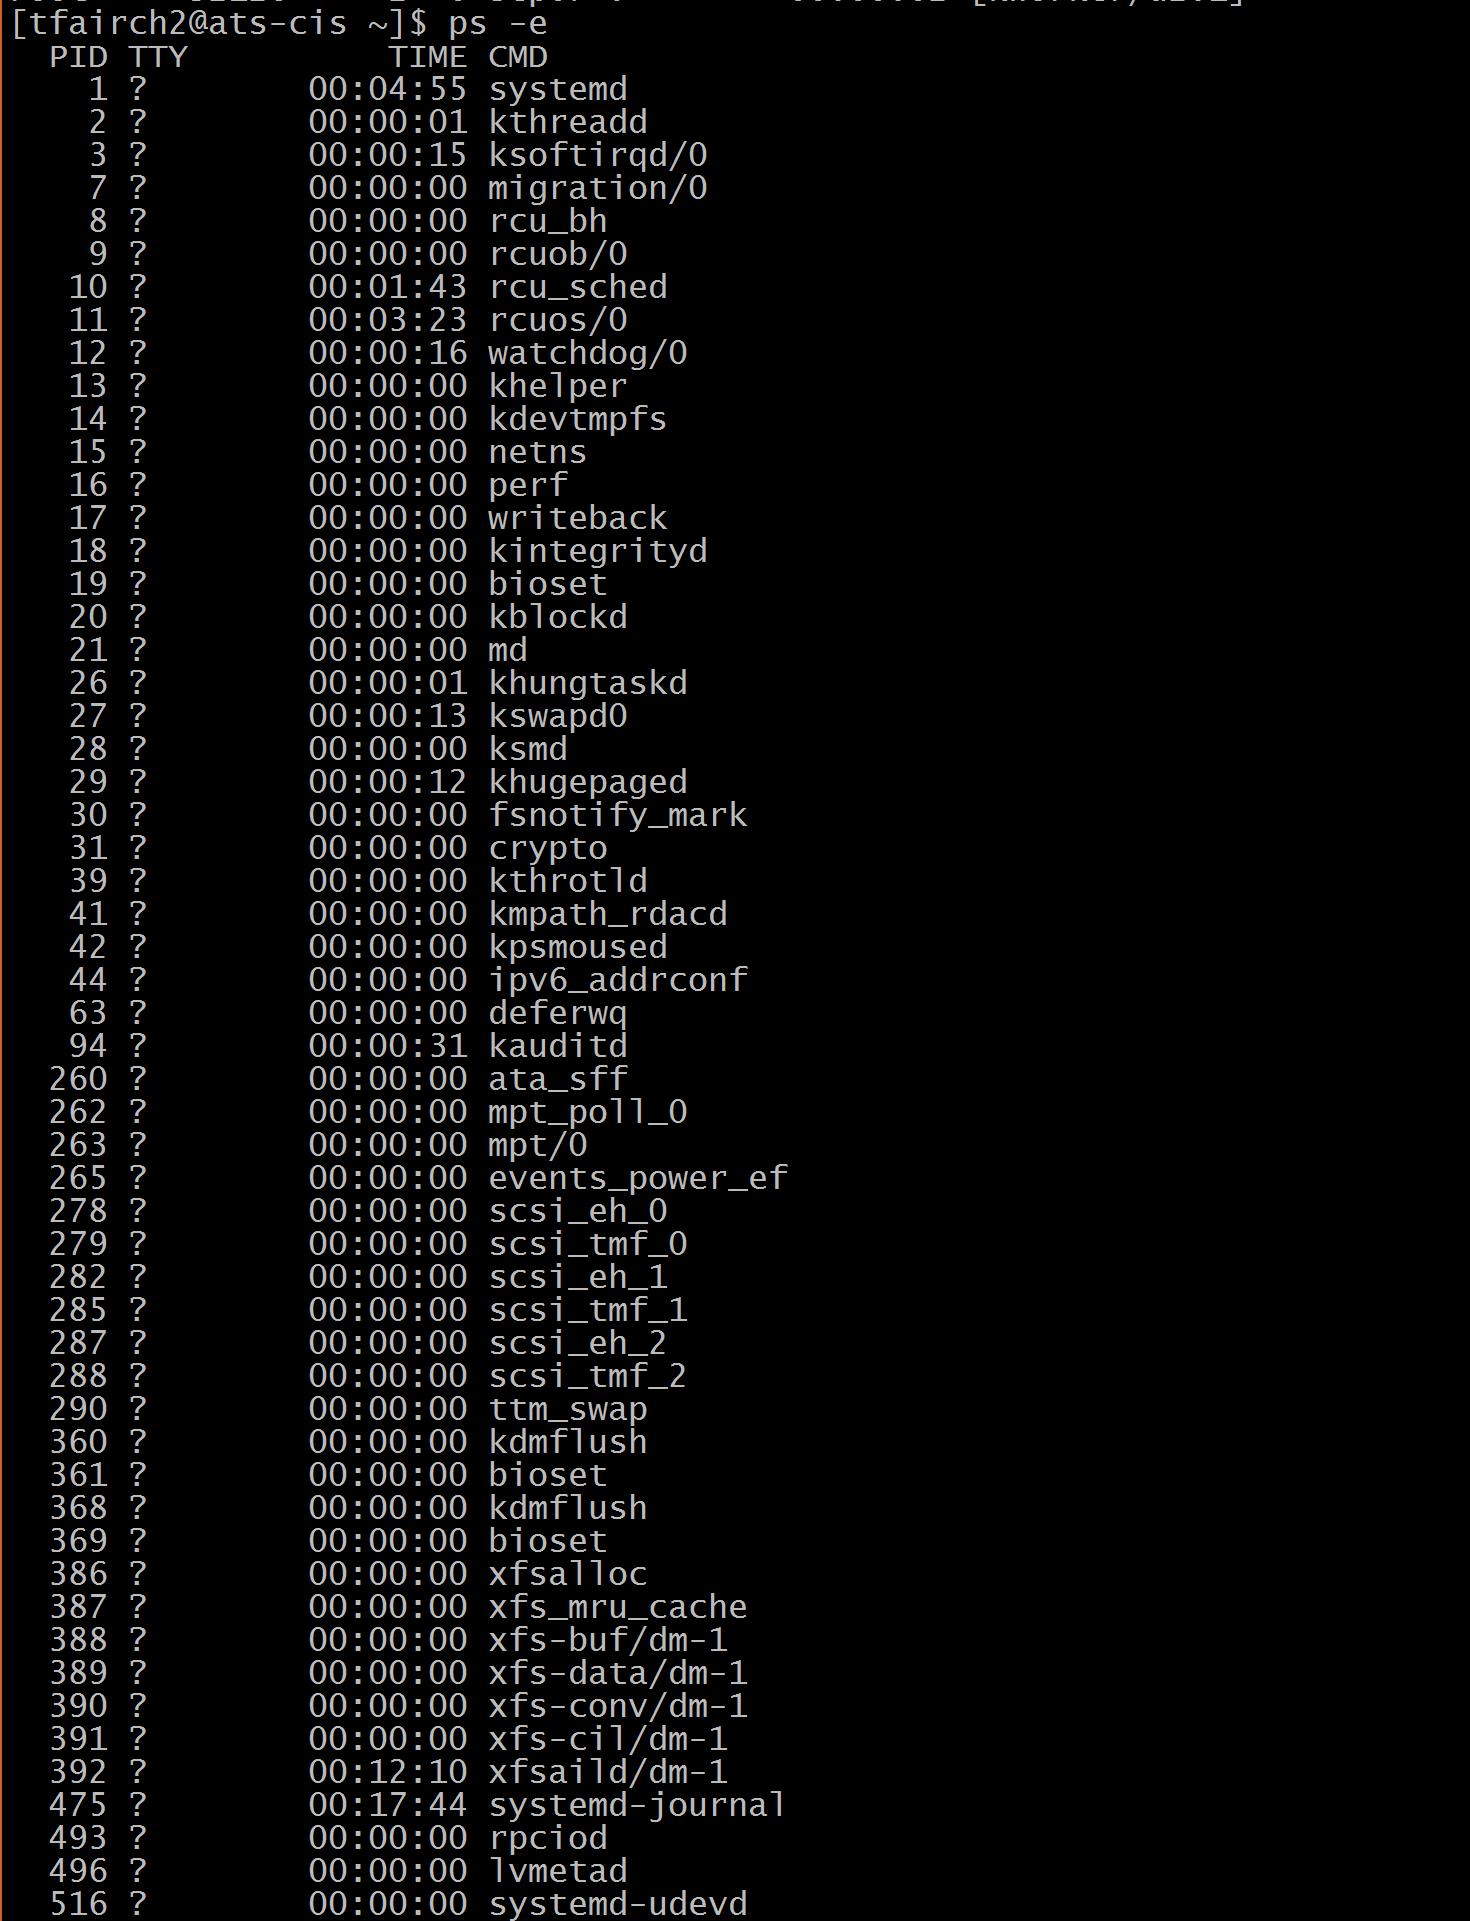 [tfairch2@ats-cis ~]$ ps -e
PID TTY TIME CMD
1 ? 00:04:55 systemd
2 ? 00:00:01 kthreadd
3 ? 00:00:15 ksoftirqd/0
7 ? 00:00:00 migration/0
8 ? 00:00:00 rcu_bh
9 ? 00:00:00 rcuob/0
10 ? 00:01:43 rcu_sched
11 ? 00:03:23 rcuos/0
12 ? 00:00:16 watchdog/0
13 ? 00:00:00 khelper
14 ? 00:00:00 kdevtmpfs
15 ? 00:00:00 netns
16 ? 00:00:00 perf
17 ? 00:00:00 writeback
18 ? 00:00:00 kintegrityd
19 ? 00:00:00 bioset
20 ? 00:00:00 kblockd
21 ? 00:00:00 md
26 ? 00:00:01 khungtaskd
27 ? 00:00:13 kswapd0
28 ? 00:00:00 ksmd
29 ? 00:00:12 khugepaged
30 ? 00:00:00 fsnotify_mark
31 ? 00:00:00 crypto
39 ? 00:00:00 kthrotld
41 ? 00:00:00 kmpath_rdacd
42 ? 00:00:00 kpsmoused
44 ? 00:00:00 ipv6_addrconf
63 ? 00:00:00 deferwq
94 ? 00:00:31 kauditd
260 ? 00:00:00 ata_sff
262 ? 00:00:00 mpt_poll_0
263 ? 00:00:00 mpt/0
265 ? 00:00:00 events_power_ef
278 ? 00:00:00 scsi_eh_0
279 ? 00:00:00 scsi_tmf_0
282 ? 00:00:00 scsi_eh_1
285 ? 00:00:00 scsi_tmf_1
287 ? 00:00:00 scsi_eh_2
288 ? 00:00:00 scsi_tmf_2
290 ? 00:00:00 ttm_swap
360 ? 00:00:00 kdmflush
361 ? 00:00:00 bioset
368 ? 00:00:00 kdmflush
369 ? 00:00:00 bioset
386 ? 00:00:00 xfsalloc
387 ? 00:00:00 xfs_mru_cache
388 ? 00:00:00 xfs-buf/dm-1
389 ? 00:00:00 xfs-data/dm-1
390 ? 00:00:00 xfs-conv/dm-1
391 ? 00:00:00 xfs-cil/dm-1
392 ? 00:12:10 xfsaild/dm-1
475 ? 00:17:44 systemd-journal
493 ? 00:00:00 rpciod
496 ? 00:00:00 lvmetad
516 ? 00:00:00 systemd-udevd